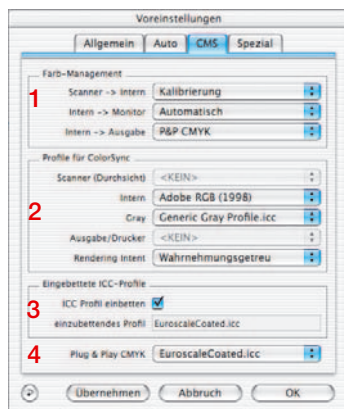 Voreinstellungen
Allgemein Auto CMS Spezial
Farb-Management
1
Scanner -> Intern Kalibrierung
Intern -> Monitor Automatisch
Intern -> Ausgabe P&P CMYK
Profile für ColorSync
Scanner (Durchsicht) <KEIN>
2
Intern Adobe RGB (1998)
Gray Generic Gray Profile.icc
Ausgabe/Drucker <KEIN>
Rendering Intent Wahrnehmungsgetreu
Eingebettete ICC-Profile
3
ICC Profil einbetten
einzubettendes Profil EuroscaleCoated.icc
4 Plug & Play CMYK EuroscaleCoated.icc
Übernehmen Abbruch OK